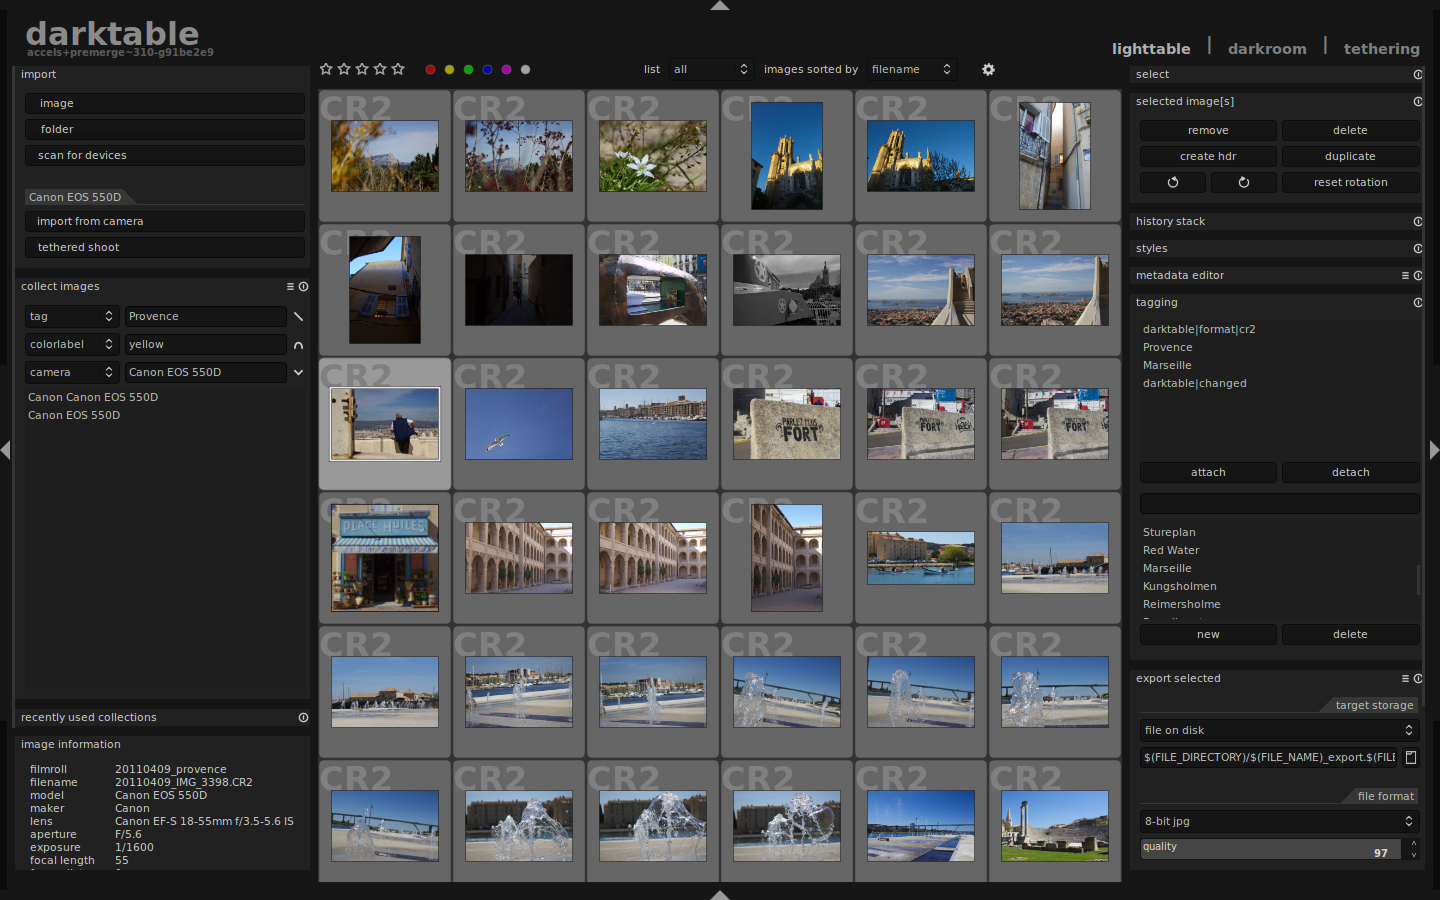 darktable
accels+premerge~310-g91be2e9
lighttable | darkroom | tethering
import
image
folder
scan for devices
Canon EOS 550D
import from camera
tethered shoot
collect images
tag Provence
colorlabel yellow
camera Canon EOS 550D
Canon Canon EOS 550D
Canon EOS 550D
recently used collections
image information
filmroll 20110409_provence
filename 20110409_IMG_3398.CR2
model Canon EOS 550D
maker Canon
lens Canon EF-S 18-55mm f/3.5-5.6 IS
aperture F/5.6
exposure 1/1600
focal length 55
list all images sorted by filename
CR2 CR2 CR2 CR2 CR2 CR2
CR2 CR2 CR2 CR2 CR2 CR2
CR2 CR2 CR2 CR2 CR2 CR2
PARLEZ PLUS
FORT
FORT
FORT
CR2 CR2 CR2 CR2 CR2 CR2
PLACE HUILES
CR2 CR2 CR2 CR2 CR2 CR2
CR2 CR2 CR2 CR2 CR2 CR2
select
selected image[s]
remove delete
create hdr duplicate
reset rotation
history stack
styles
metadata editor
tagging
darktable|format|cr2
Provence
Marseille
darktable|changed
attach detach
Stureplan
Red Water
Marseille
Kungsholmen
Reimersholme
new delete
export selected
target storage
file on disk
$(FILE_DIRECTORY)/$(FILE_NAME)_export.$(FILE
file format
8-bit jpg
quality 97